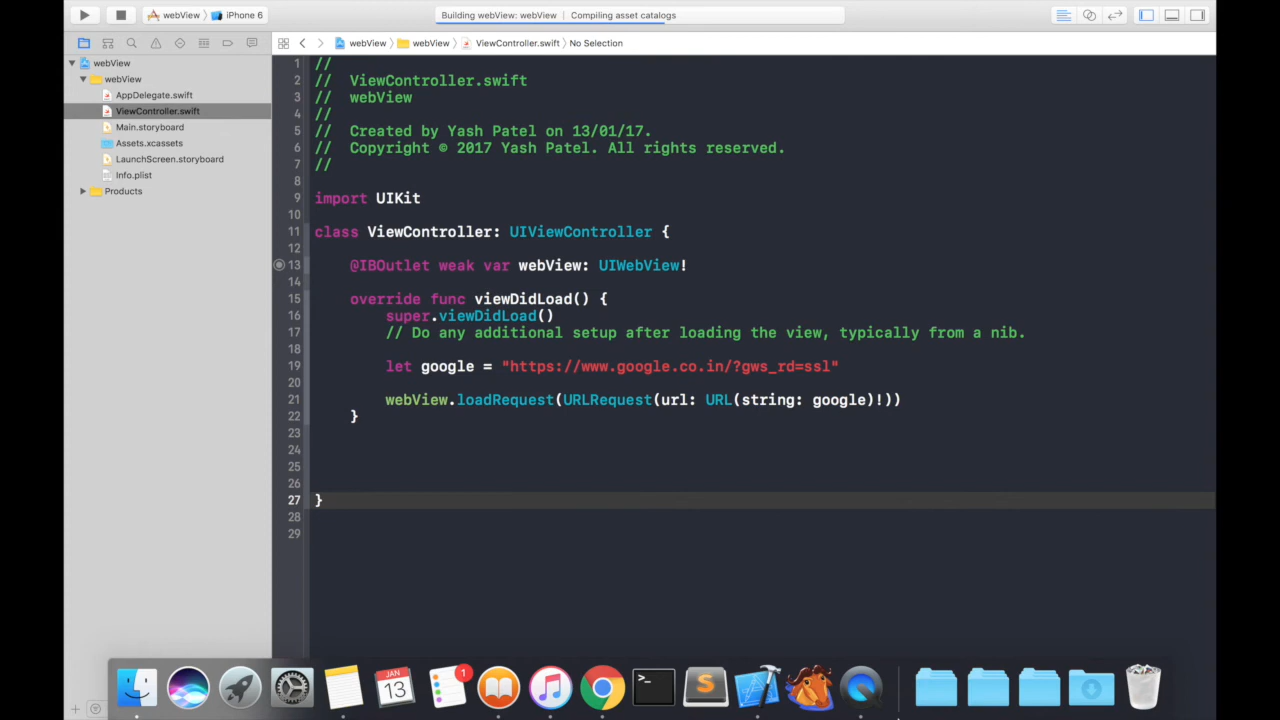 webView › iPhone 6
Building webView: webView | Compiling asset catalogs
webView › webView › ViewController.swift › No Selection
webView
webView
AppDelegate.swift
ViewController.swift
Main.storyboard
Assets.xcassets
LaunchScreen.storyboard
Info.plist
Products
1 //
2 // ViewController.swift
3 // webView
4 //
5 // Created by Yash Patel on 13/01/17.
6 // Copyright © 2017 Yash Patel. All rights reserved.
7 //
8
9 import UIKit
10
11 class ViewController: UIViewController {
12
13 @IBOutlet weak var webView: UIWebView!
14
15 override func viewDidLoad() {
16 super.viewDidLoad()
17 // Do any additional setup after loading the view, typically from a nib.
18
19 let google = "https://www.google.co.in/?gws_rd=ssl"
20
21 webView.loadRequest(URLRequest(url: URL(string: google)!))
22 }
23
24
25
26
27 }
28
29
JAN
13
1
>_
S